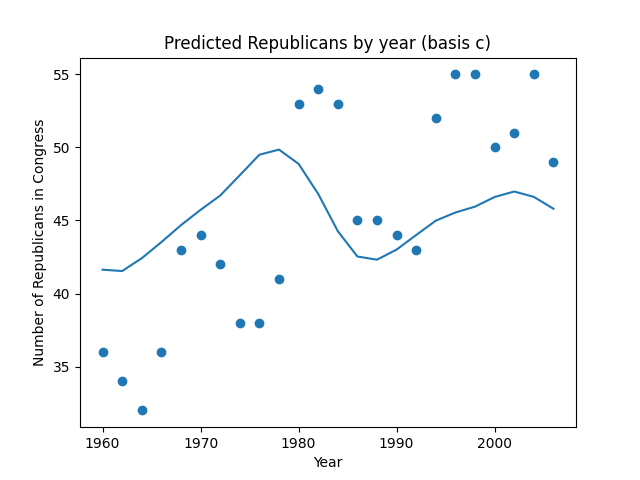 Predicted Republicans by year (basis c)
55
50
45
40
35
Number of Republicans in Congress
1960 1970 1980 1990 2000
Year